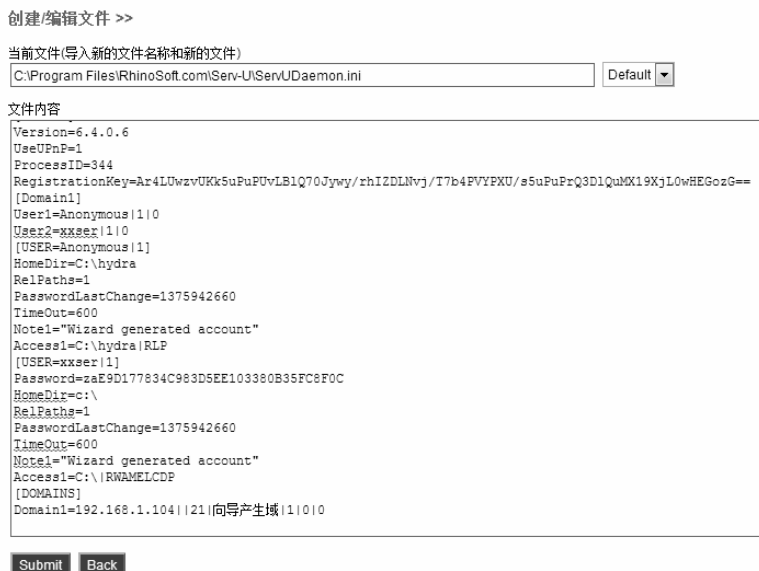 创建/编辑文件 >>
当前文件(导入新的文件名称和新的文件)
C:\Program Files\RhinoSoft.com\Serv-U\ServUDaemon.ini
Default
文件内容
Version=6.4.0.6
UseUPnP=1
ProcessID=344
RegistrationKey=Ar4LUwzvUKk5uPuPUvLBlQ70Jywy/rhIZDLNvj/T7b4PVYPXU/s5uPuPrQ3DlQuMX19XjL0wHEGozG==
[Domain1]
User1=Anonymous|1|0
User2=xxser|1|0
[USER=Anonymous|1]
HomeDir=C:\hydra
RelPaths=1
PasswordLastChange=1375942660
TimeOut=600
Note1="Wizard generated account"
Access1=C:\hydra|RLP
[USER=xxser|1]
Password=zaE9D177834C983D5EE103380B35FC8F0C
HomeDir=c:\
RelPaths=1
PasswordLastChange=1375942660
TimeOut=600
Note1="Wizard generated account"
Access1=C:\|RWAMELCDP
[DOMAINS]
Domain1=192.168.1.104||21|向导产生域|1|0|0
Submit Back